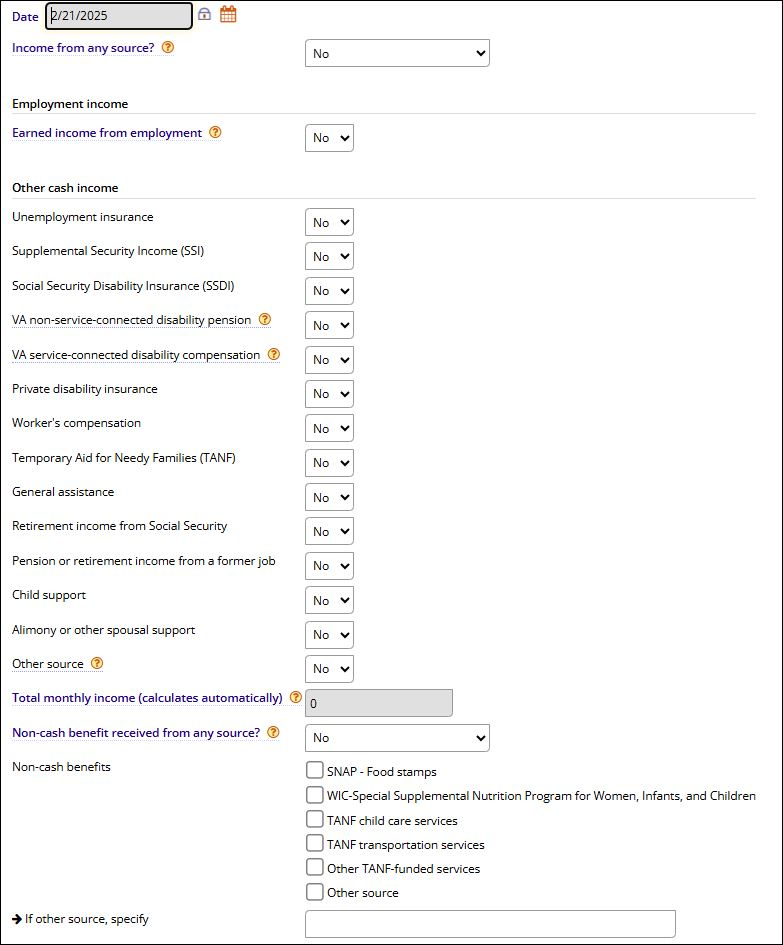 Date 2/21/2025
Income from any source? ? No
Employment income
Earned income from employment ? No
Other cash income
Unemployment insurance No
Supplemental Security Income (SSI) No
Social Security Disability Insurance (SSDI) No
VA non-service-connected disability pension ? No
VA service-connected disability compensation ? No
Private disability insurance No
Worker's compensation No
Temporary Aid for Needy Families (TANF) No
General assistance No
Retirement income from Social Security No
Pension or retirement income from a former job No
Child support No
Alimony or other spousal support No
Other source ? No
Total monthly income (calculates automatically) ? 0
Non-cash benefit received from any source? ? No
Non-cash benefits
SNAP - Food stamps
WIC-Special Supplemental Nutrition Program for Women, Infants, and Children
TANF child care services
TANF transportation services
Other TANF-funded services
Other source
➔ If other source, specify